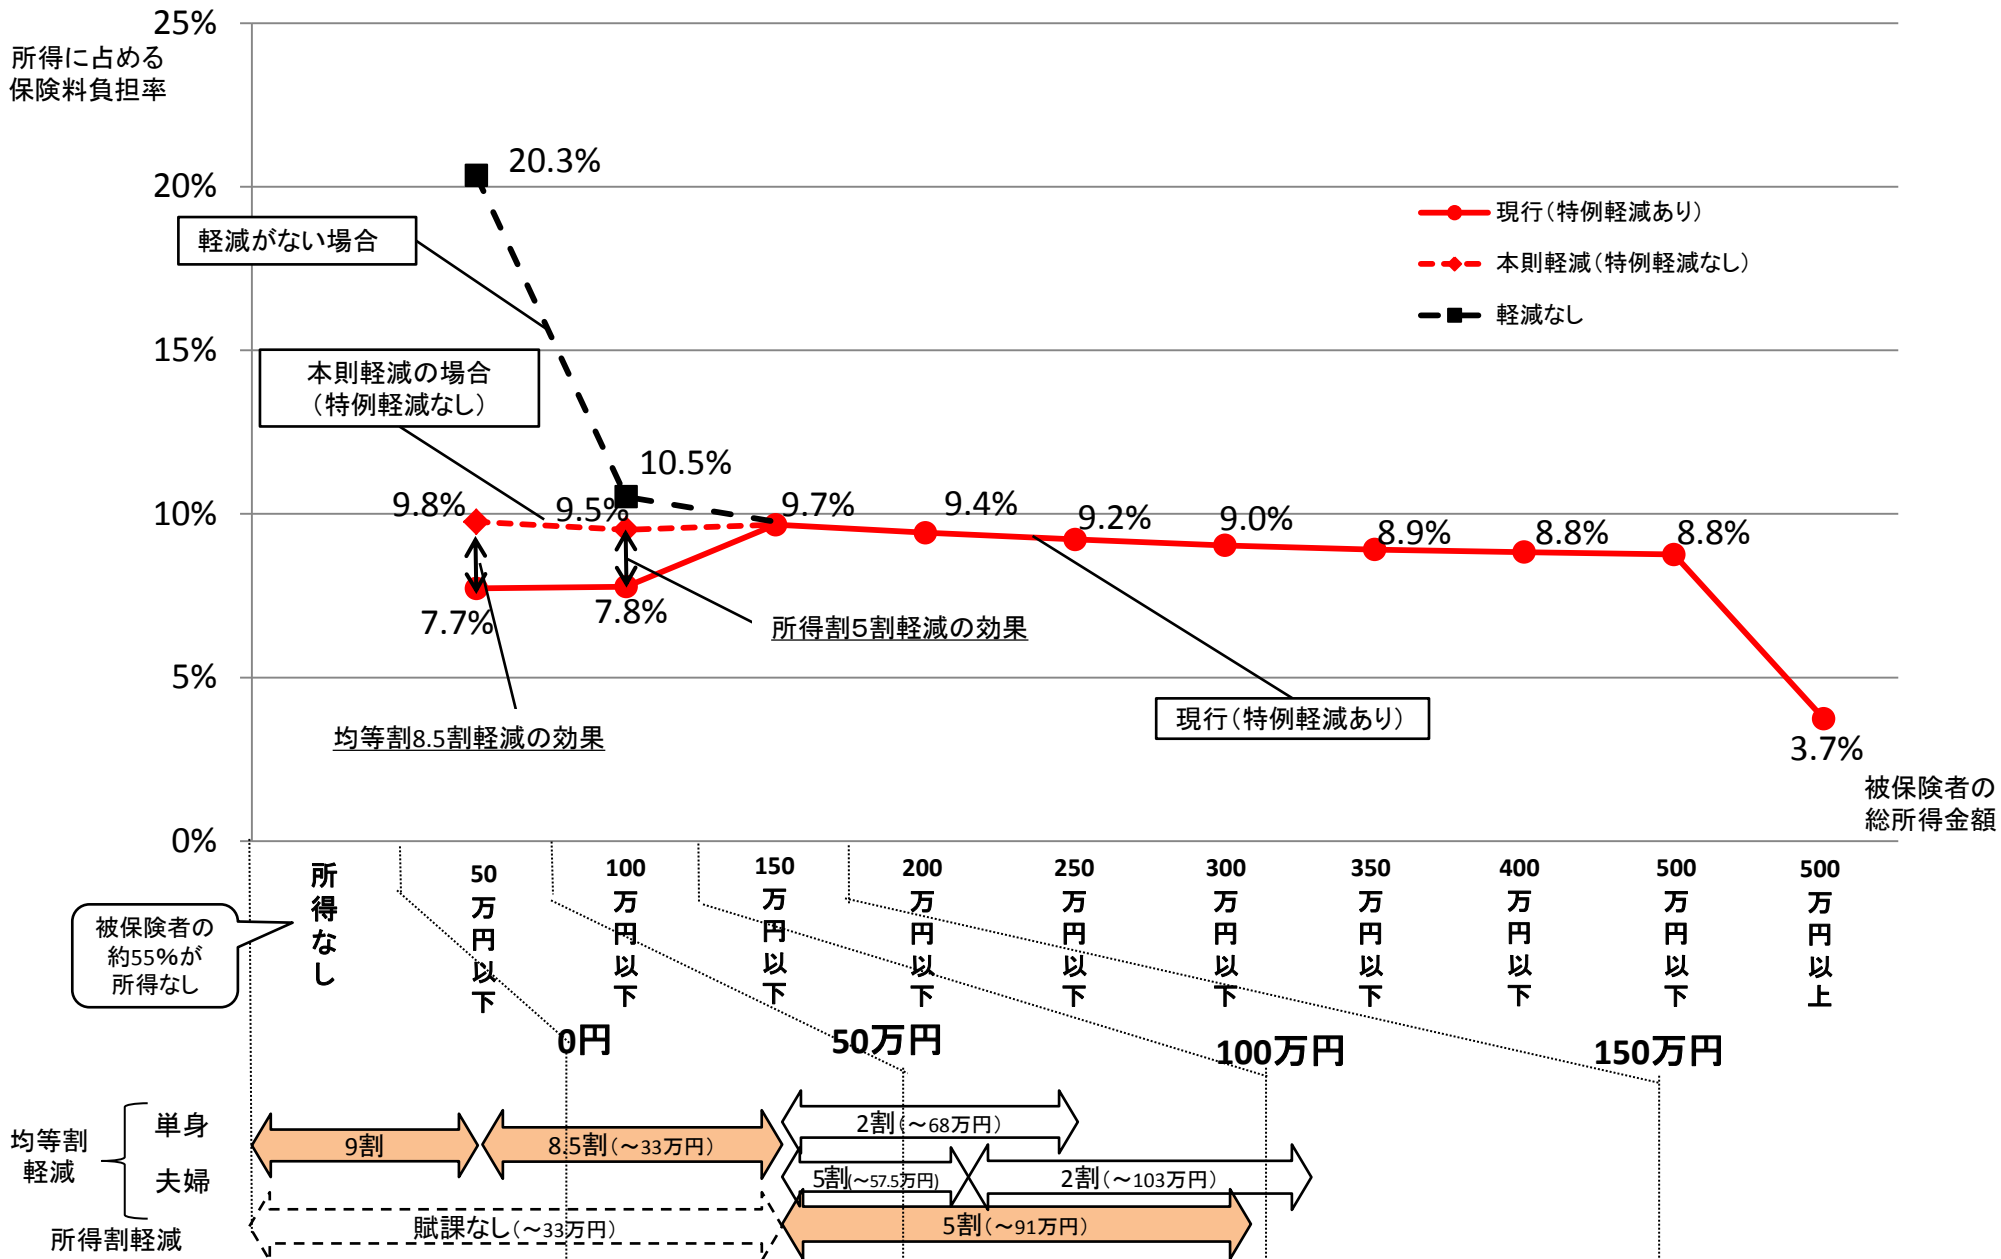 25%
所得に占める
保険料負担率
20.3%
20%
現行（特例軽減あり）
軽減がない場合
本則軽減（特例軽減なし）
軽減なし
15%
本則軽減の場合
（特例軽減なし）
10.5%
9.8%
9.5%
9.7%
9.4%
9.2%
9.0%
8.9%
8.8%
8.8%
10%
7.7%
7.8%
所得割５割軽減の効果
5%
現行（特例軽減あり）
均等割8.5割軽減の効果
3.7%
被保険者の
総所得金額
0%
所得なし
50万円以下
100万円以下
150万円以下
200万円以下
250万円以下
300万円以下
350万円以下
400万円以下
500万円以下
500万円以上
被保険者の
約55%が
所得なし
0円
50万円
100万円
150万円
均等割
軽減
単身
9割
8.5割（～33万円）
2割（～68万円）
夫婦
5割（～57.5万円）
2割（～103万円）
所得割軽減
賦課なし（～33万円）
5割（～91万円）